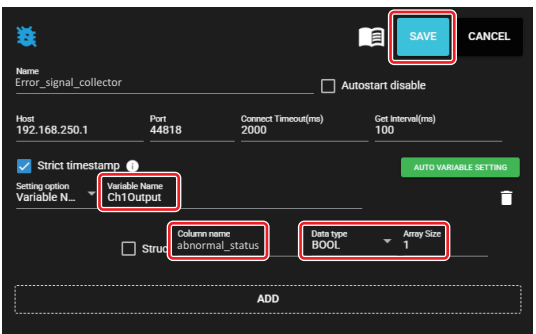 SAVE CANCEL
Name
Error_signal_collector
Autostart disable
Host Port Connect Timeout(ms) Get Interval(ms)
192.168.250.1 44818 2000 100
Strict timestamp i AUTO VARIABLE SETTING
Setting option Variable Name
Variable N... Ch1Output
Column name Data type Array Size
Struc abnormal_status BOOL 1
ADD